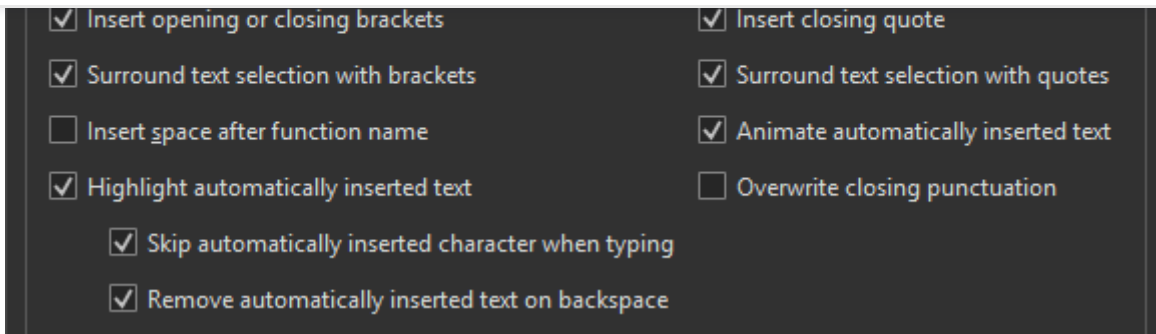 Insert opening or closing brackets
Insert closing quote
Surround text selection with brackets
Surround text selection with quotes
Insert space after function name
Animate automatically inserted text
Highlight automatically inserted text
Overwrite closing punctuation
Skip automatically inserted character when typing
Remove automatically inserted text on backspace